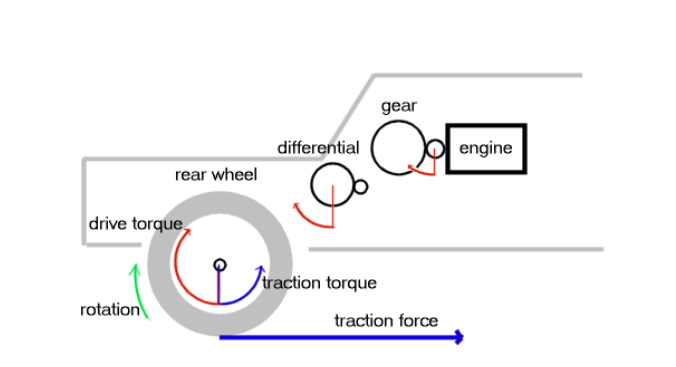 gear
differential
engine
rear wheel
drive torque
traction torque
rotation
traction force